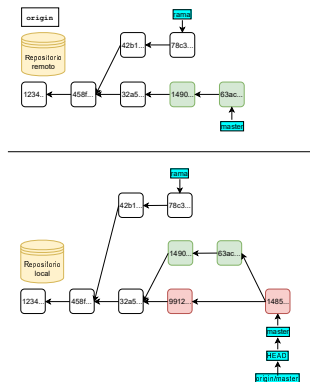 origin
rama
Repositorio
remoto
42b1...
78c3...
1234..
458f...
32a5...
1490...
63ac...
master
rama
42b1...
78c3...
Repositorio
local
1490...
63ac...
1234...
458f...
32a5...
9912...
1485...
master
HEAD
origin/master